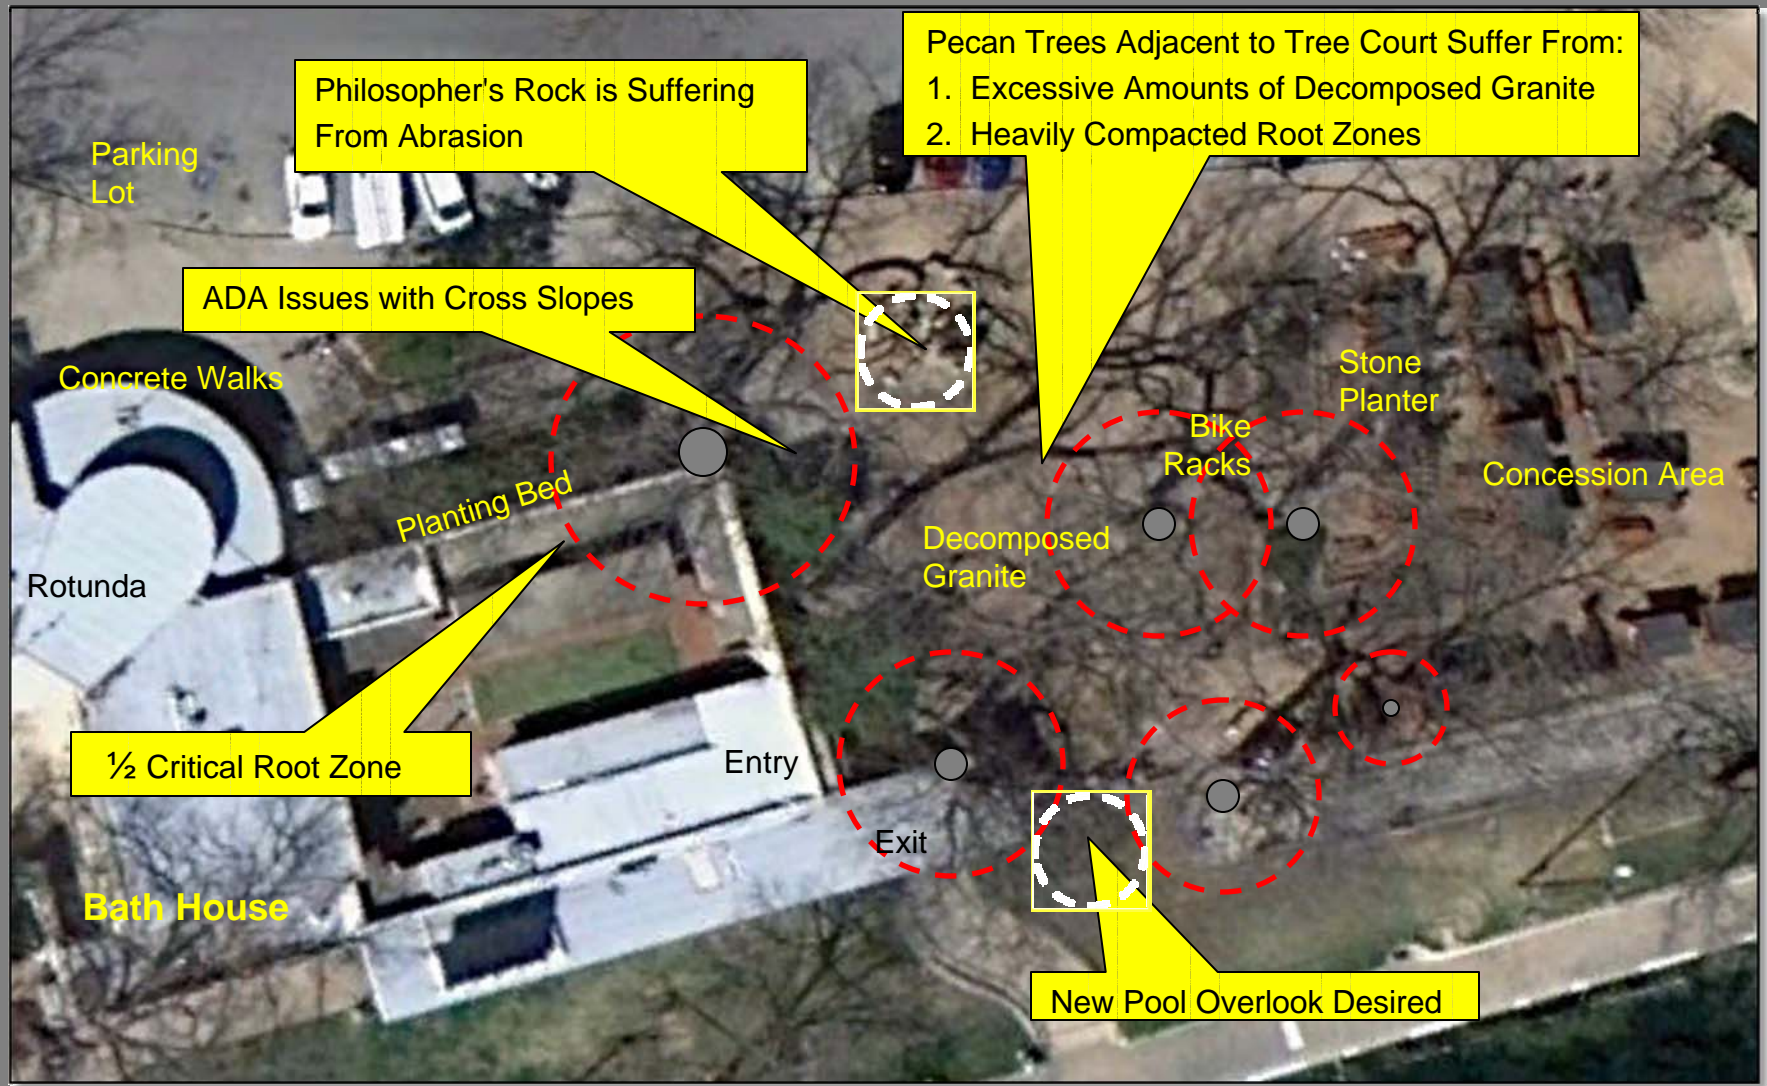 Pecan Trees Adjacent to Tree Court Suffer From:
1. Excessive Amounts of Decomposed Granite
2. Heavily Compacted Root Zones
Philosopher's Rock is Suffering
From Abrasion
Parking
Lot
ADA Issues with Cross Slopes
Concrete Walks
Stone
Planter
Bike
Racks
Concession Area
Planting Bed
Decomposed
Granite
Rotunda
½ Critical Root Zone
Entry
Exit
Bath House
New Pool Overlook Desired